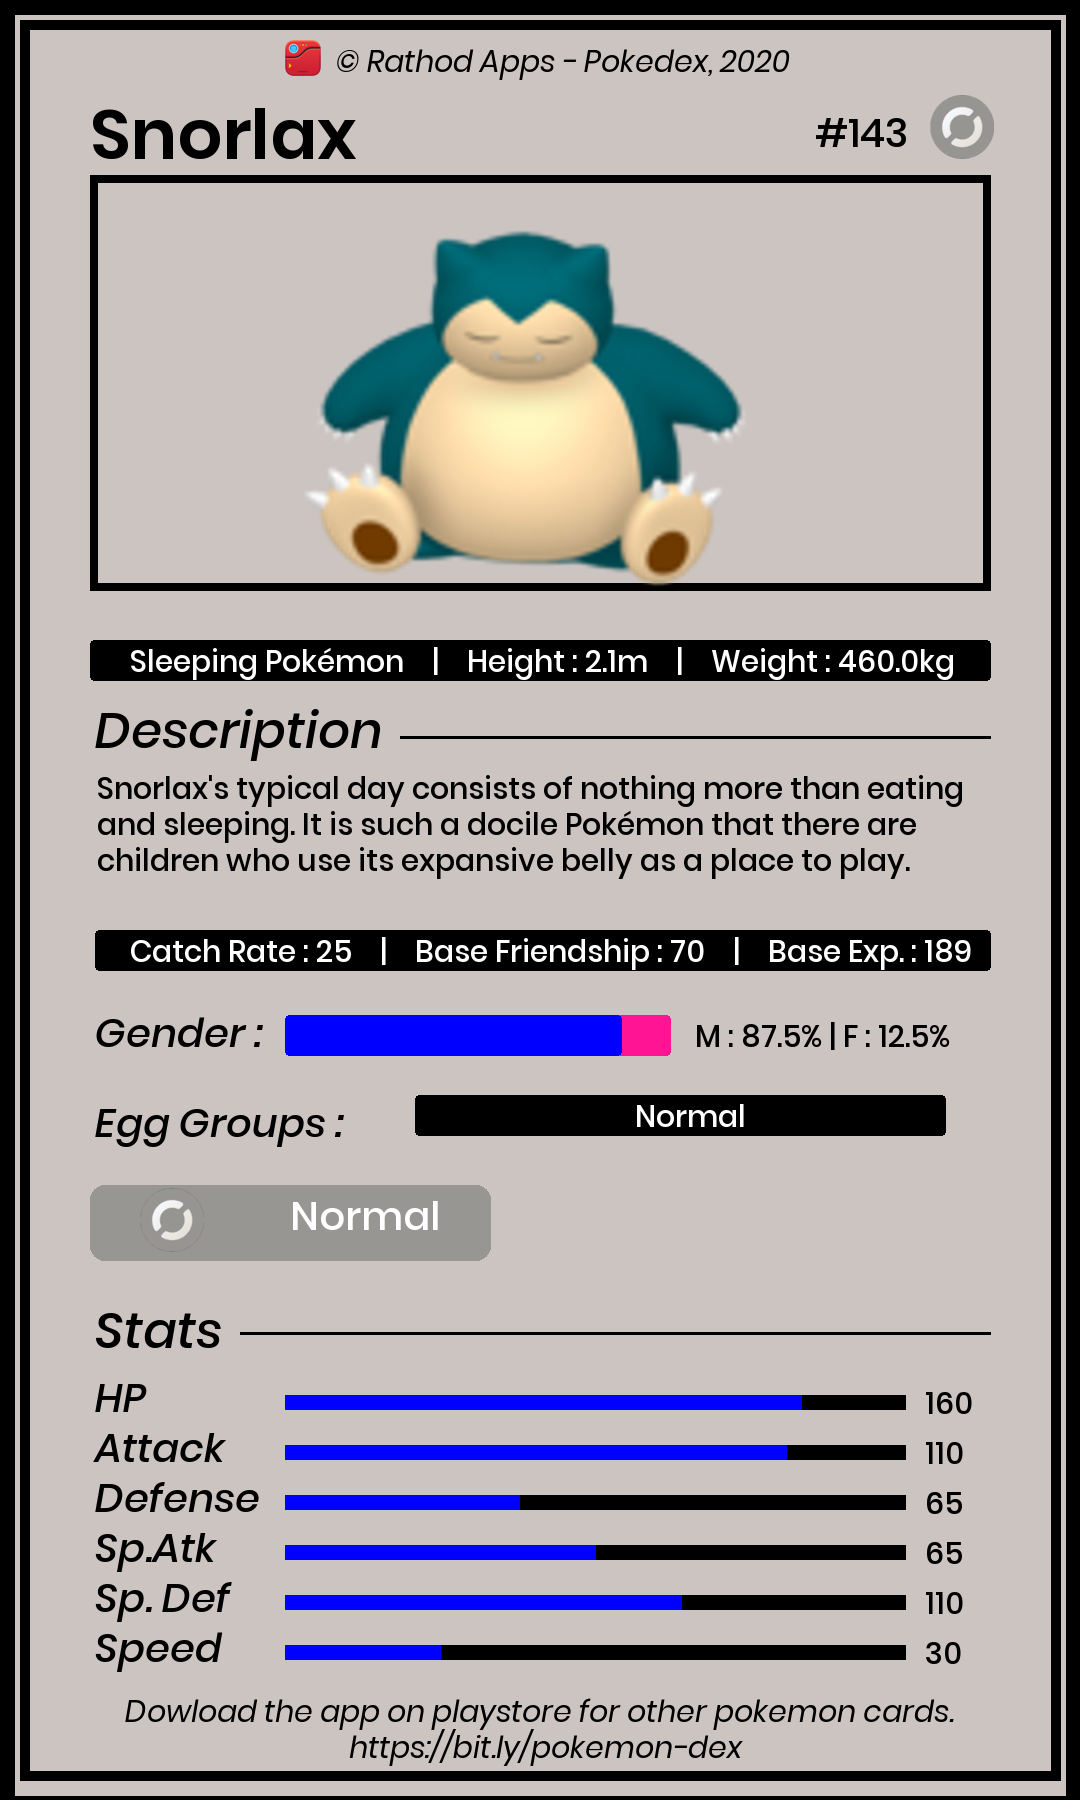 © Rathod Apps - Pokedex, 2020
Snorlax #143
Sleeping Pokémon | Height : 2.1m | Weight : 460.0kg
Description
Snorlax's typical day consists of nothing more than eating
and sleeping. It is such a docile Pokémon that there are
children who use its expansive belly as a place to play.
Catch Rate : 25 | Base Friendship : 70 | Base Exp. : 189
Gender : M : 87.5% | F : 12.5%
Egg Groups : Normal
Normal
Stats
HP 160
Attack 110
Defense 65
Sp.Atk 65
Sp. Def 110
Speed 30
Dowload the app on playstore for other pokemon cards.
https://bit.ly/pokemon-dex